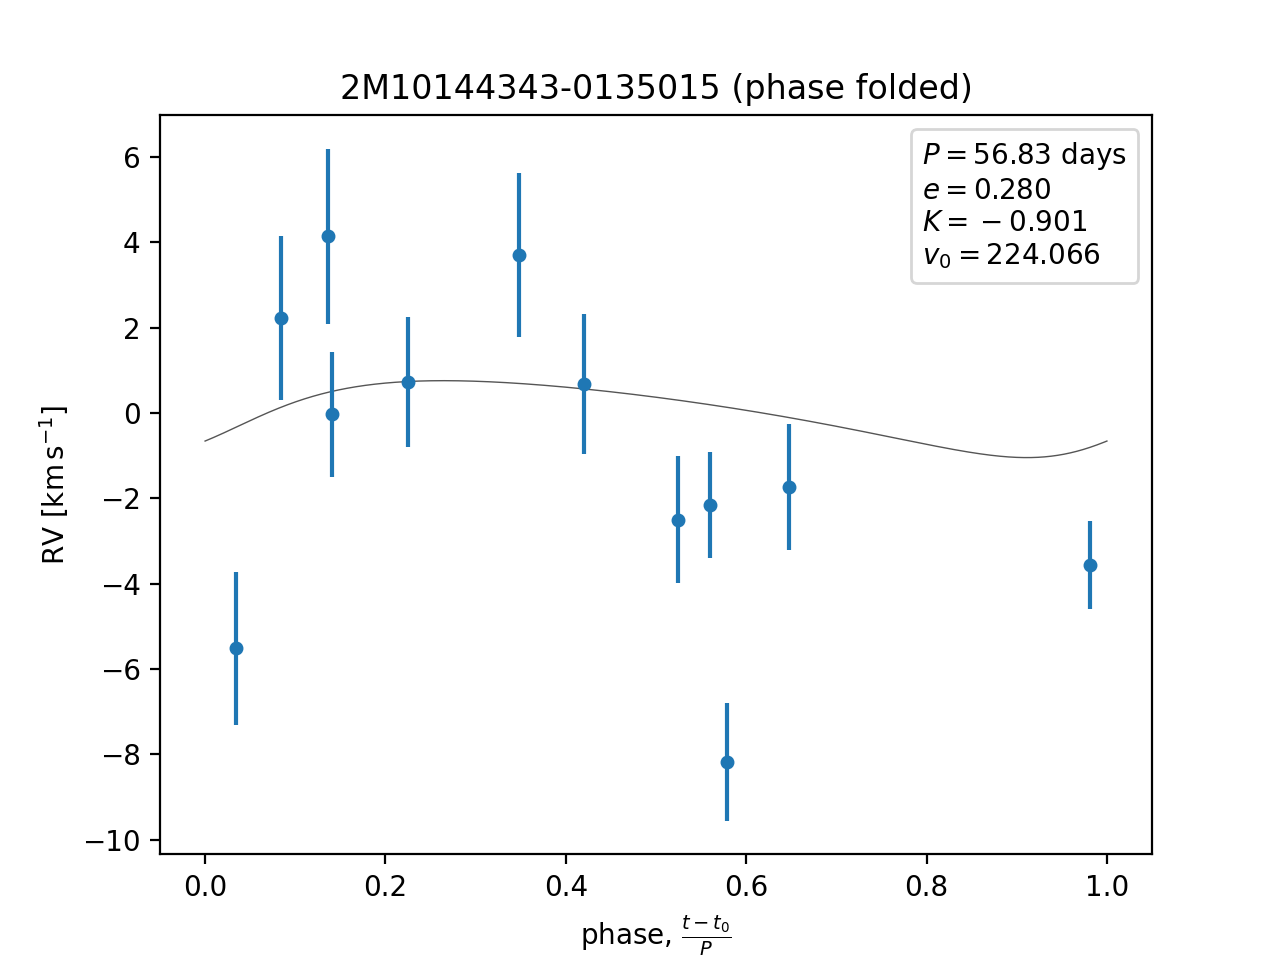 2M10144343-0135015 (phase folded)
P = 56.83 days
e = 0.280
K = −0.901
v₀ = 224.066
RV [km s⁻¹]
6
4
2
0
−2
−4
−6
−8
−10
0.0 0.2 0.4 0.6 0.8 1.0
phase, (t − t₀)/P